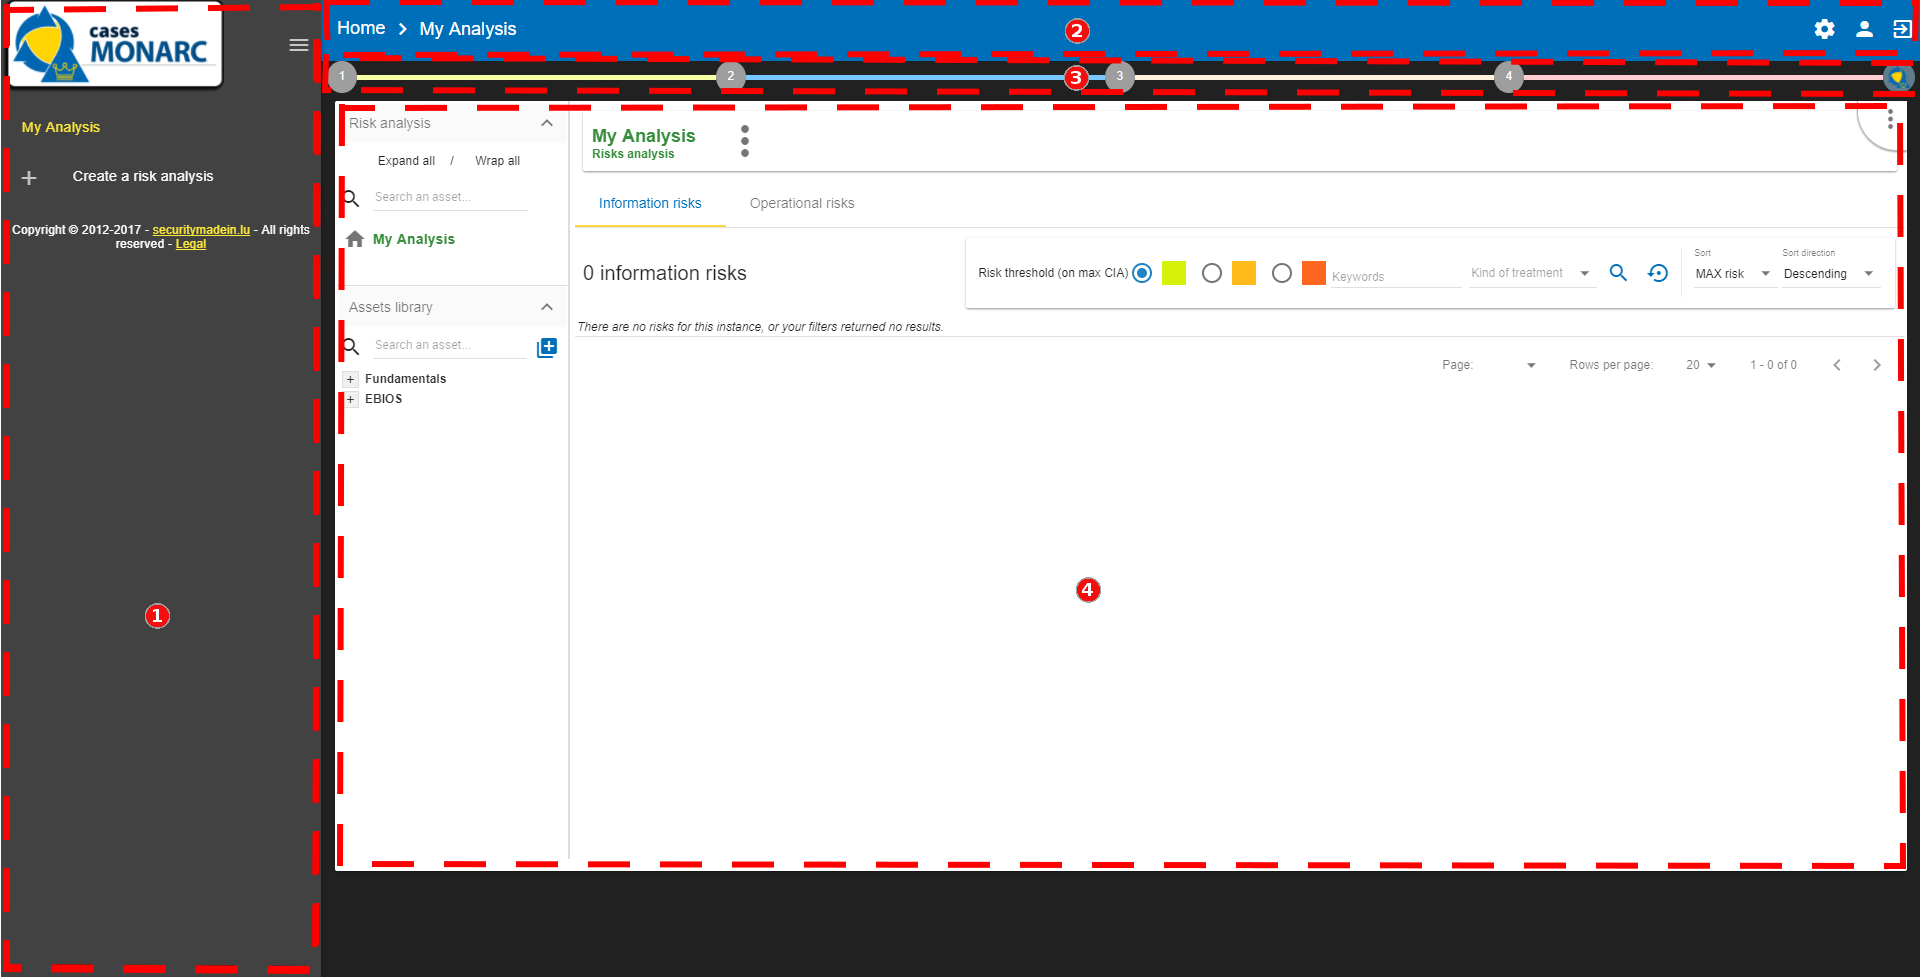 cases
MONARC
My Analysis
Create a risk analysis
Copyright © 2012-2017 - securitymadein.lu - All rights
reserved - Legal
1
Home > My Analysis
2
1
2
3
3
4
Risk analysis
Expand all / Wrap all
Search an asset...
My Analysis
Assets library
Search an asset...
+ Fundamentals
+ EBIOS
My Analysis
Risks analysis
Information risks
Operational risks
0 information risks
Risk threshold (on max CIA)
Keywords
Kind of treatment
Sort
MAX risk
Sort direction
Descending
There are no risks for this instance, or your filters returned no results.
Page:
Rows per page: 20
1 - 0 of 0
4